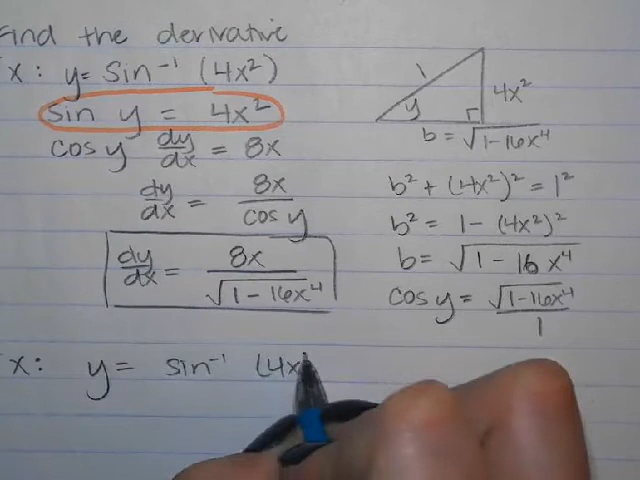 Find the derivative
Ex: y = sin⁻¹ (4x²)
sin y = 4x²
cos y dy/dx = 8x
dy/dx = 8x / cos y
dy/dx = 8x / √(1-16x⁴)
1
4x²
y
b = √(1-16x⁴)
b² + (4x²)² = 1²
b² = 1 - (4x²)²
b = √(1 - 16x⁴)
cos y = √(1-16x⁴) / 1
Ex: y = sin⁻¹ (4x